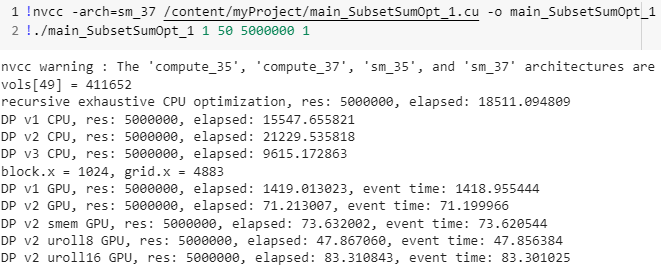 1 !nvcc -arch=sm_37 /content/myProject/main_SubsetSumOpt_1.cu -o main_SubsetSumOpt_1
2 !./main_SubsetSumOpt_1 1 50 5000000 1
nvcc warning : The 'compute_35', 'compute_37', 'sm_35', and 'sm_37' architectures are
vols[49] = 411652
recursive exhaustive CPU optimization, res: 5000000, elapsed: 18511.094809
DP v1 CPU, res: 5000000, elapsed: 15547.655821
DP v2 CPU, res: 5000000, elapsed: 21229.535818
DP v3 CPU, res: 5000000, elapsed: 9615.172863
block.x = 1024, grid.x = 4883
DP v1 GPU, res: 5000000, elapsed: 1419.013023, event time: 1418.955444
DP v2 GPU, res: 5000000, elapsed: 71.213007, event time: 71.199966
DP v2 smem GPU, res: 5000000, elapsed: 73.632002, event time: 73.620544
DP v2 uroll8 GPU, res: 5000000, elapsed: 47.867060, event time: 47.856384
DP v2 uroll16 GPU, res: 5000000, elapsed: 83.310843, event time: 83.301025